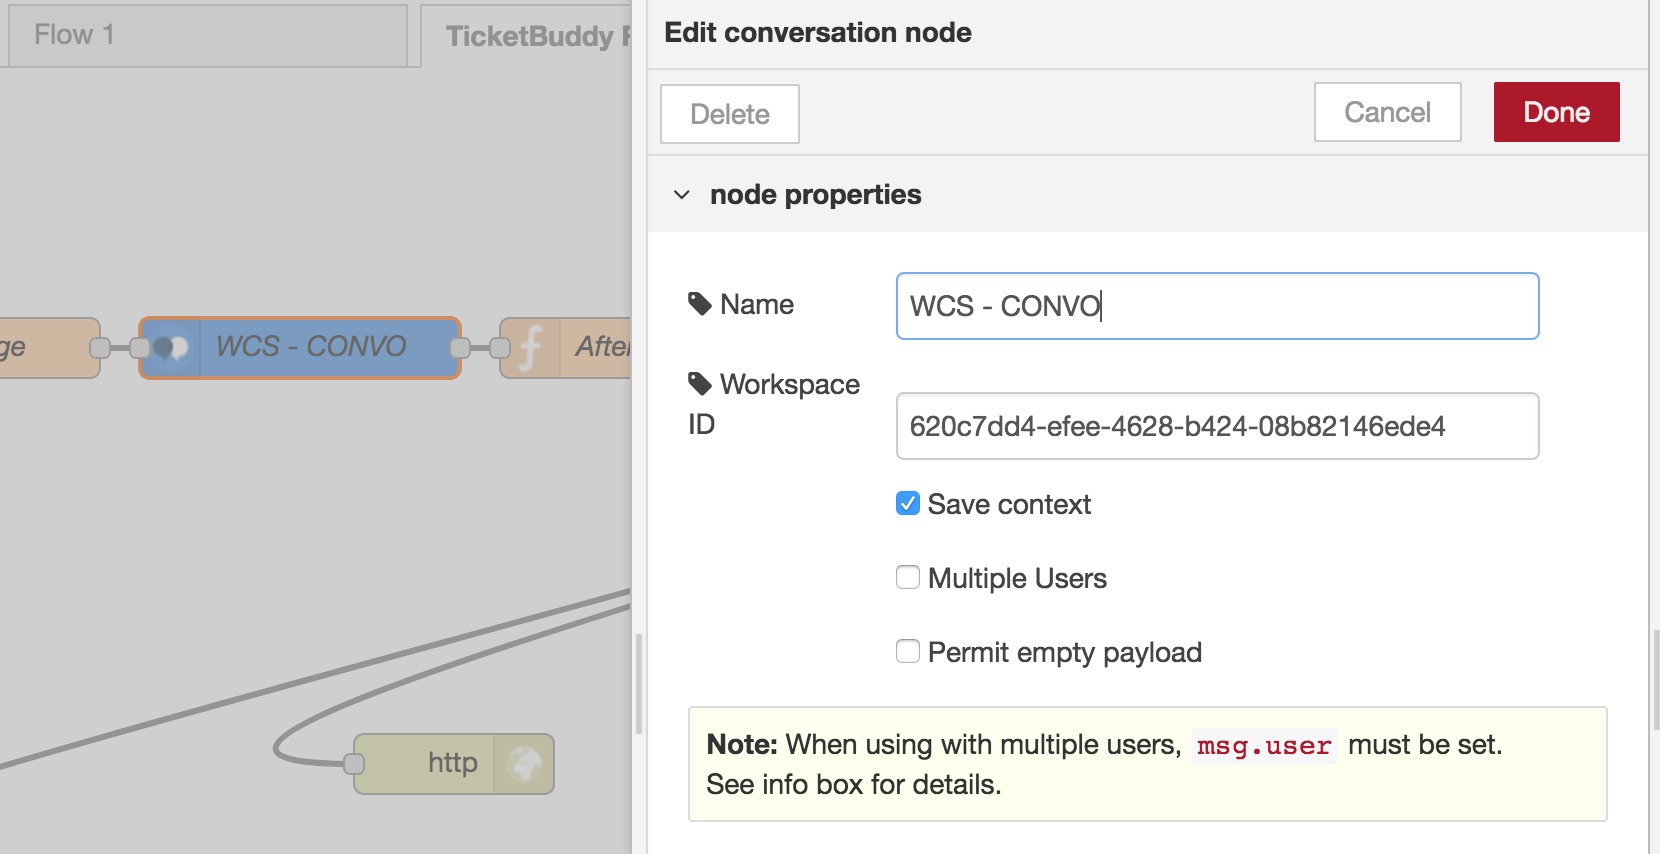 Flow 1
TicketBuddy
Edit conversation node
Delete
Cancel
Done
node properties
Name
WCS - CONVO
Workspace
ID
620c7dd4-efee-4628-b424-08b82146ede4
Save context
Multiple Users
Permit empty payload
Note: When using with multiple users, msg.user must be set.
See info box for details.
ge
WCS - CONVO
After
http